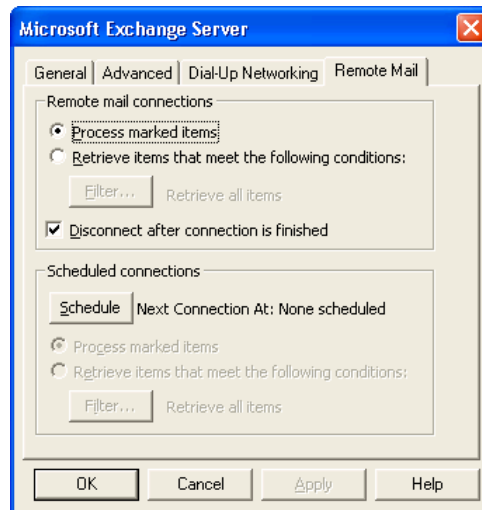 Microsoft Exchange Server
General Advanced Dial-Up Networking Remote Mail
Remote mail connections
Process marked items
Retrieve items that meet the following conditions:
Filter... Retrieve all items
Disconnect after connection is finished
Scheduled connections
Schedule Next Connection At: None scheduled
Process marked items
Retrieve items that meet the following conditions:
Filter... Retrieve all items
OK Cancel Apply Help